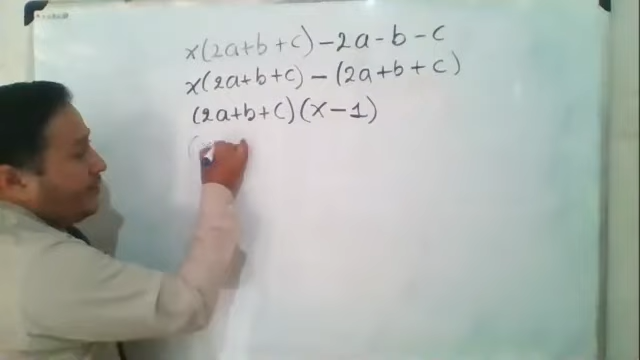 x(2a+b+c)-2a-b-c
x(2a+b+c)-(2a+b+c)
(2a+b+c)(x-1)
(